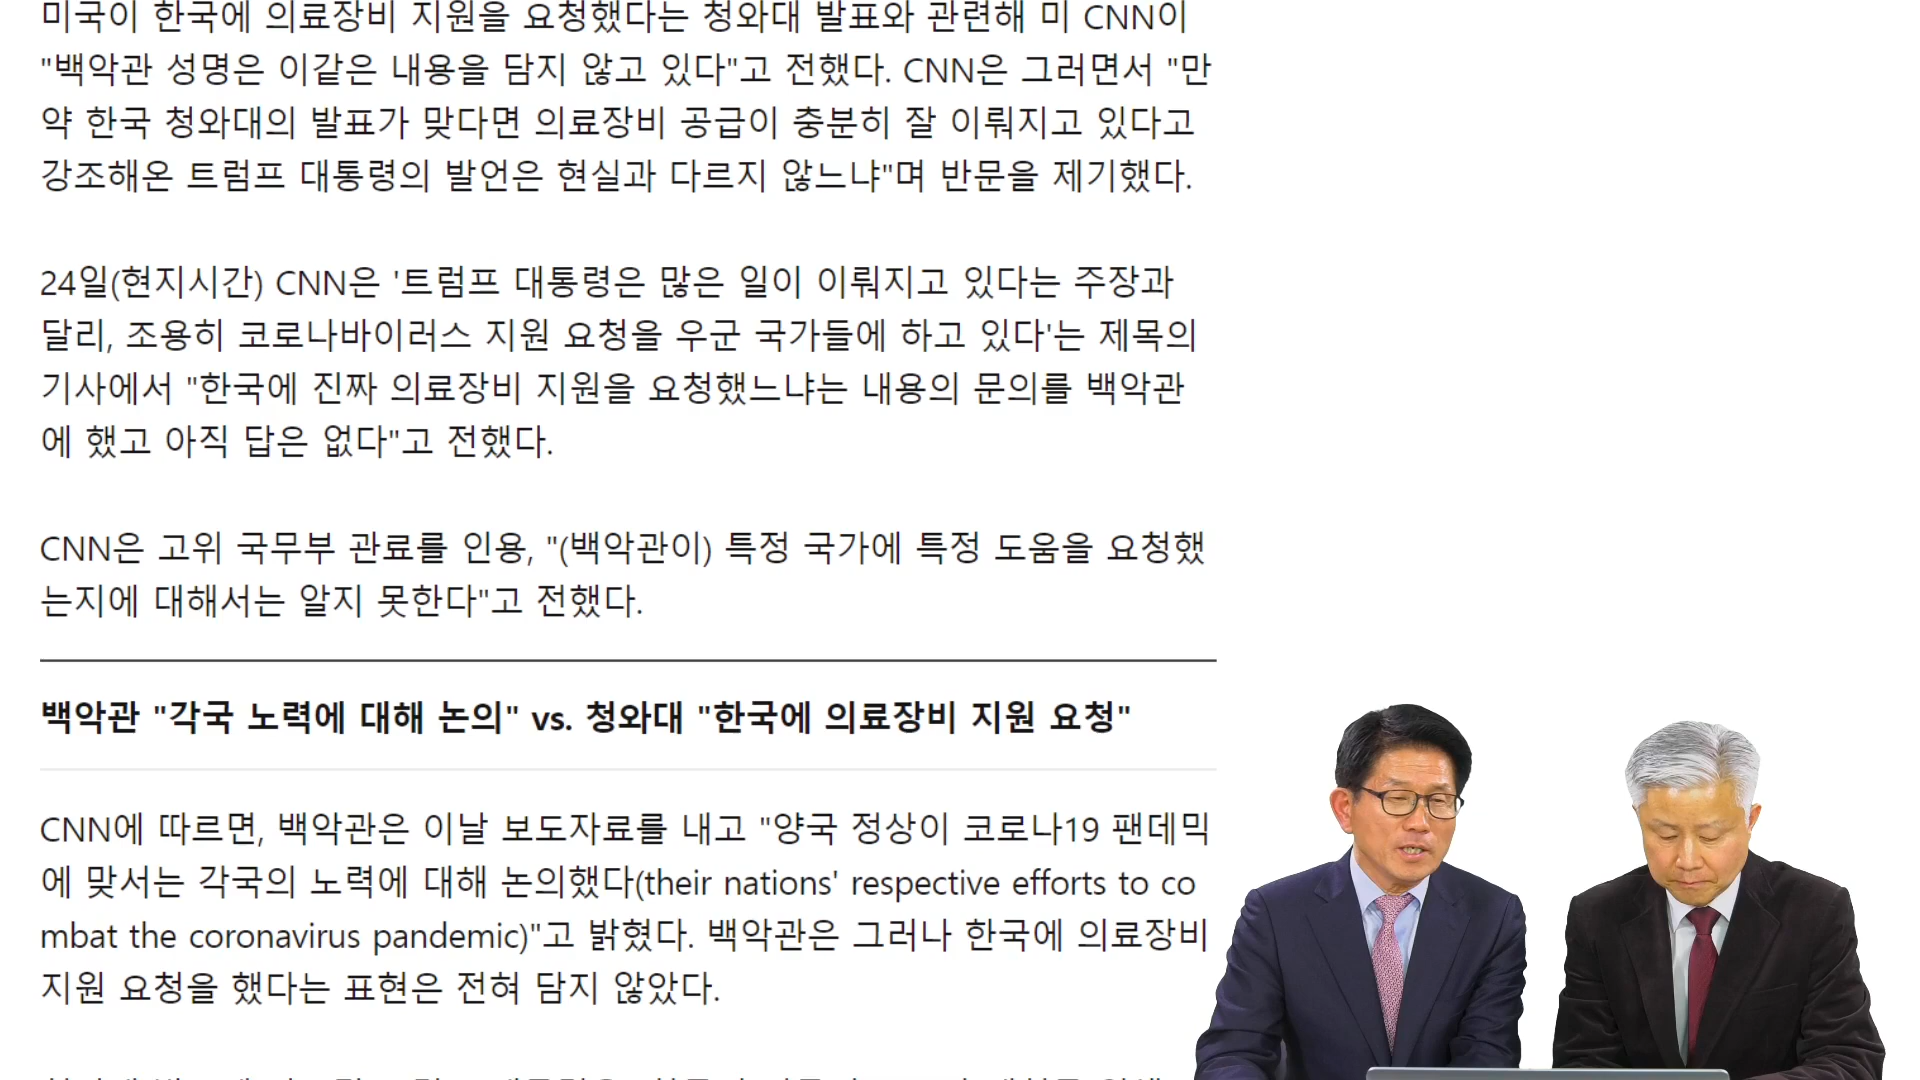 미국이 한국에 의료장비 지원을 요청했다는 청와대 발표와 관련해 미 CNN이
"백악관 성명은 이같은 내용을 담지 않고 있다"고 전했다. CNN은 그러면서 "만
약 한국 청와대의 발표가 맞다면 의료장비 공급이 충분히 잘 이뤄지고 있다고
강조해온 트럼프 대통령의 발언은 현실과 다르지 않느냐"며 반문을 제기했다.
24일(현지시간) CNN은 '트럼프 대통령은 많은 일이 이뤄지고 있다는 주장과
달리, 조용히 코로나바이러스 지원 요청을 우군 국가들에 하고 있다'는 제목의
기사에서 "한국에 진짜 의료장비 지원을 요청했느냐는 내용의 문의를 백악관
에 했고 아직 답은 없다"고 전했다.
CNN은 고위 국무부 관료를 인용, "(백악관이) 특정 국가에 특정 도움을 요청했
는지에 대해서는 알지 못한다"고 전했다.
백악관 "각국 노력에 대해 논의" vs. 청와대 "한국에 의료장비 지원 요청"
CNN에 따르면, 백악관은 이날 보도자료를 내고 "양국 정상이 코로나19 팬데믹
에 맞서는 각국의 노력에 대해 논의했다(their nations' respective efforts to co
mbat the coronavirus pandemic)"고 밝혔다. 백악관은 그러나 한국에 의료장비
지원 요청을 했다는 표현은 전혀 담지 않았다.